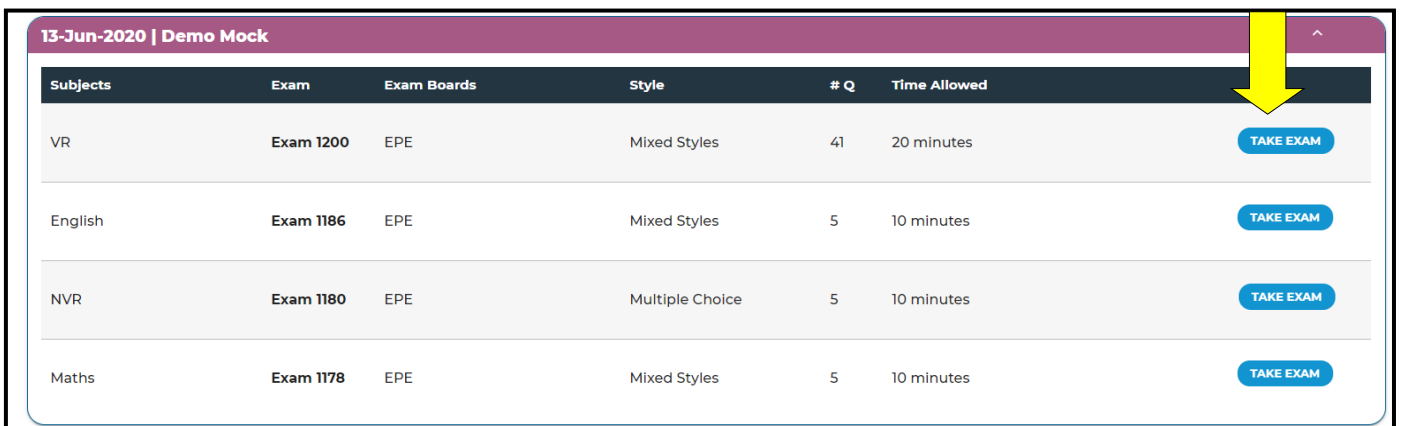 13-Jun-2020 | Demo Mock
Subjects Exam Exam Boards Style # Q Time Allowed
VR Exam 1200 EPE Mixed Styles 41 20 minutes TAKE EXAM
English Exam 1186 EPE Mixed Styles 5 10 minutes TAKE EXAM
NVR Exam 1180 EPE Multiple Choice 5 10 minutes TAKE EXAM
Maths Exam 1178 EPE Mixed Styles 5 10 minutes TAKE EXAM